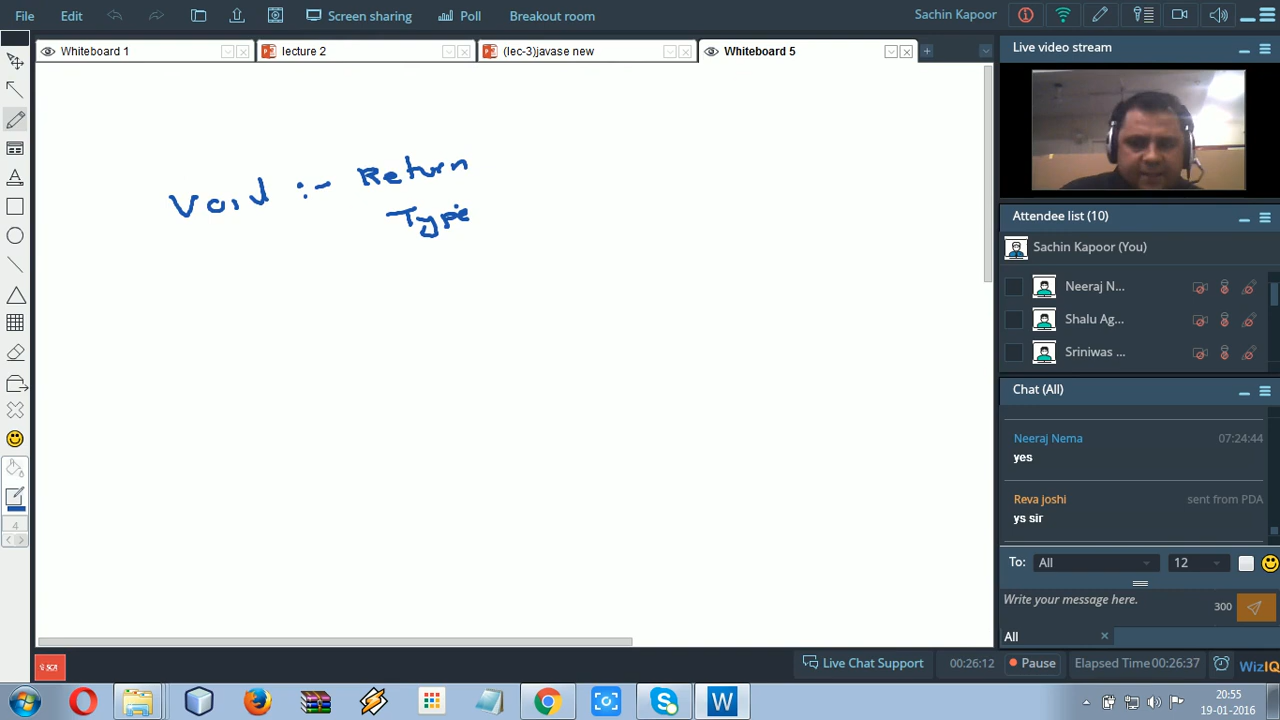 File Edit Screen sharing Poll Breakout room Sachin Kapoor
Whiteboard 1 lecture 2 (lec-3)javase new Whiteboard 5
Live video stream
Void :- Return
Type
Attendee list (10)
Sachin Kapoor (You)
Neeraj N...
Shalu Ag...
Sriniwas ...
Chat (All)
Neeraj Nema 07:24:44
yes
Reva joshi sent from PDA
ys sir
To: All 12
Write your message here. 300
All
4
Live Chat Support 00:26:12 Pause Elapsed Time 00:26:37 WizIQ
20:55
19-01-2016